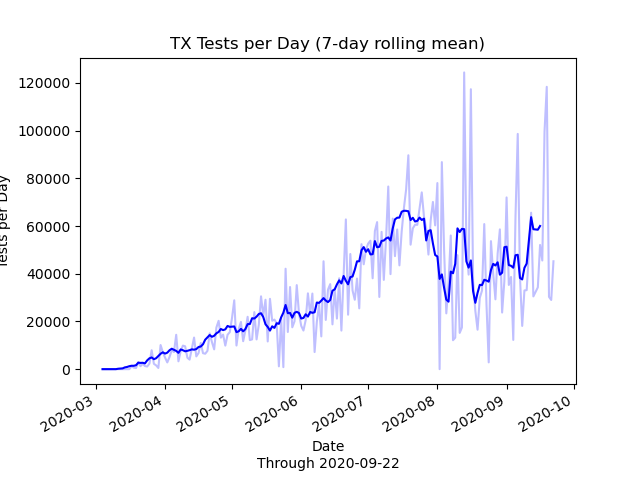 TX Tests per Day (7-day rolling mean)
120000
100000
80000
60000
40000
20000
0
Tests per Day
2020-03 2020-04 2020-05 2020-06 2020-07 2020-08 2020-09 2020-10
Date
Through 2020-09-22